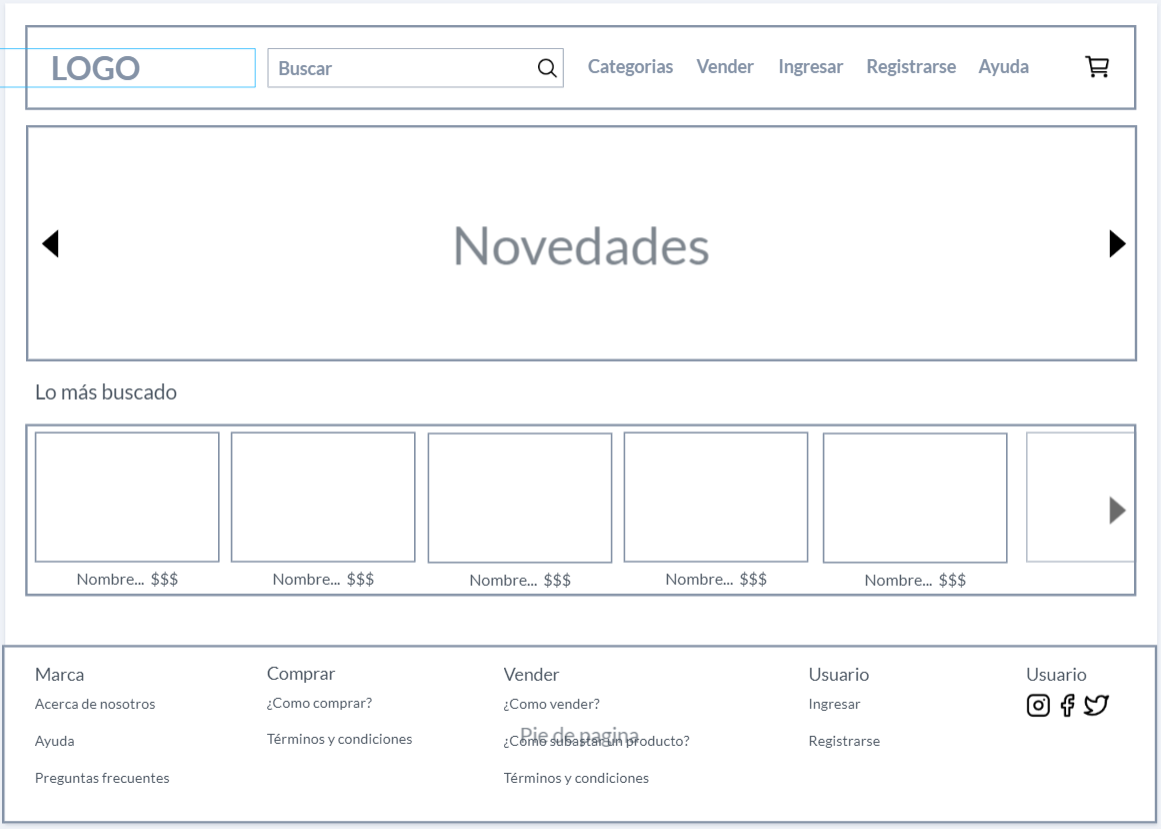 LOGO Buscar Categorias Vender Ingresar Registrarse Ayuda
Novedades
Lo más buscado
Nombre... $$$ Nombre... $$$ Nombre... $$$ Nombre... $$$ Nombre... $$$
Marca Comprar Vender Usuario Usuario
Acerca de nosotros ¿Como comprar? ¿Como vender? Ingresar
Pie de pagina
Ayuda Términos y condiciones ¿Cómo subastar un producto? Registrarse
Preguntas frecuentes Términos y condiciones